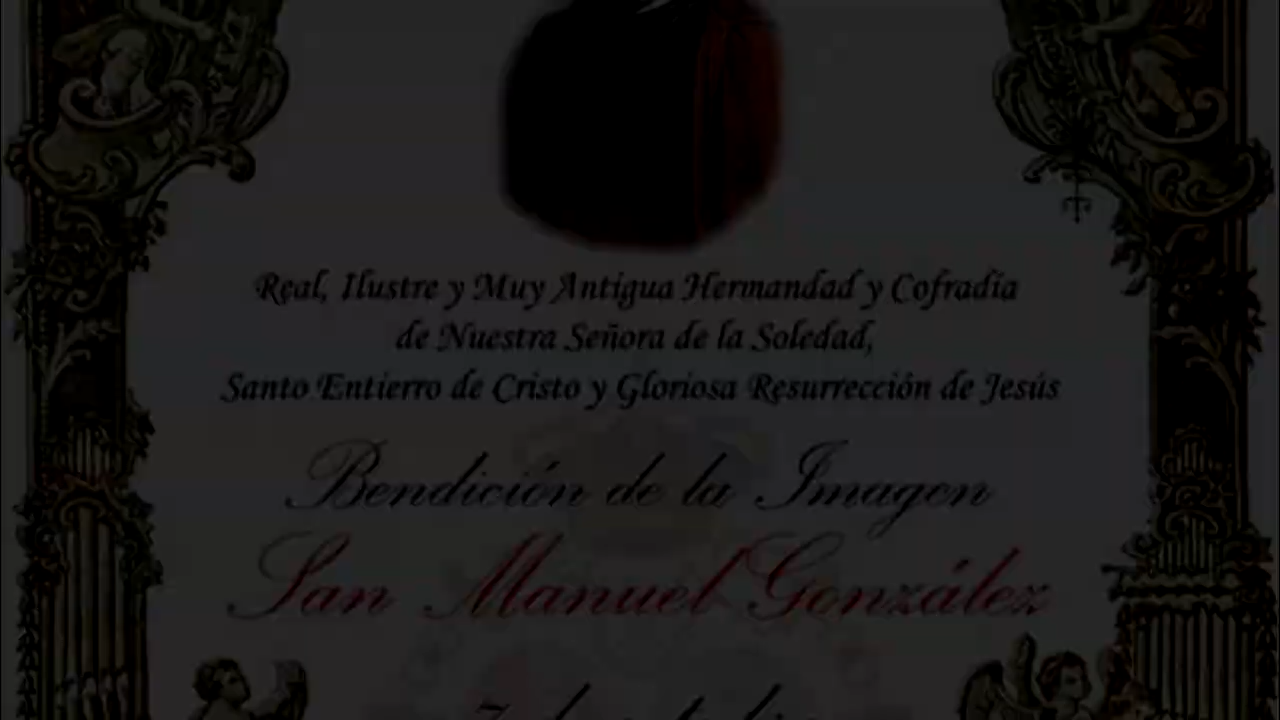 Real, Ilustre y Muy Antigua Hermandad y Cofradía
de Nuestra Señora de la Soledad,
Santo Entierro de Cristo y Gloriosa Resurrección de Jesús
Bendición de la Imagen
San Manuel González